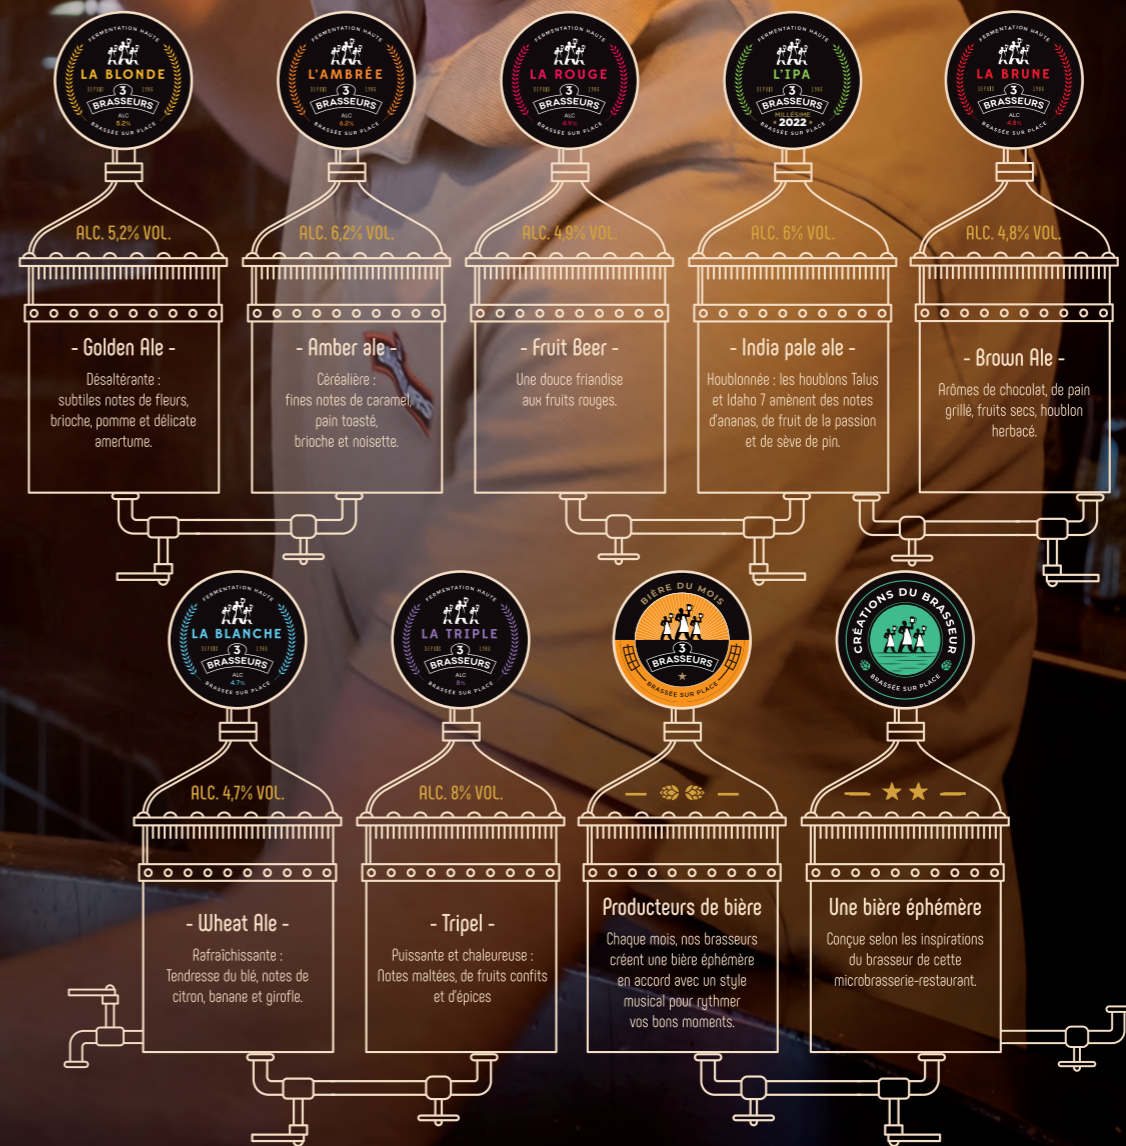 FERMENTATION HAUTE
LA BLONDE
DEPUIS 1986
3
BRASSEURS
ALC
5.2%
BRASSÉE SUR PLACE
ALC. 5,2% VOL.
- Golden Ale -
Désaltérante :
subtiles notes de fleurs,
brioche, pomme et délicate
amertume.
FERMENTATION HAUTE
L'AMBRÉE
DEPUIS 1986
3
BRASSEURS
ALC
6.2%
BRASSÉE SUR PLACE
ALC. 6,2% VOL.
- Amber ale -
Céréalière :
fines notes de caramel,
pain toasté,
brioche et noisette.
FERMENTATION HAUTE
LA ROUGE
DEPUIS 1986
3
BRASSEURS
ALC
4.9%
BRASSÉE SUR PLACE
ALC. 4,9% VOL.
- Fruit Beer -
Une douce friandise
aux fruits rouges.
FERMENTATION HAUTE
L'IPA
DEPUIS 1986
3
BRASSEURS
MILLÉSIME
2022
BRASSÉE SUR PLACE
ALC. 6% VOL.
- India pale ale -
Houblonnée : les houblons Talus
et Idaho 7 amènent des notes
d'ananas, de fruit de la passion
et de sève de pin.
FERMENTATION HAUTE
LA BRUNE
DEPUIS 1986
3
BRASSEURS
ALC
4.8%
BRASSÉE SUR PLACE
ALC. 4,8% VOL.
- Brown Ale -
Arômes de chocolat, de pain
grillé, fruits secs, houblon
herbacé.
FERMENTATION HAUTE
LA BLANCHE
DEPUIS 1986
3
BRASSEURS
ALC
4.7%
BRASSÉE SUR PLACE
ALC. 4,7% VOL.
- Wheat Ale -
Rafraîchissante :
Tendresse du blé, notes de
citron, banane et girofle.
FERMENTATION HAUTE
LA TRIPLE
DEPUIS 1986
3
BRASSEURS
ALC
8%
BRASSÉE SUR PLACE
ALC. 8% VOL.
- Tripel -
Puissante et chaleureuse :
Notes maltées, de fruits confits
et d'épices
BIÈRE DU MOIS
3
BRASSEURS
BRASSÉE SUR PLACE
Producteurs de bière
Chaque mois, nos brasseurs
créent une bière éphémère
en accord avec un style
musical pour rythmer
vos bons moments.
CRÉATIONS DU BRASSEUR
BRASSÉE SUR PLACE
Une bière éphémère
Conçue selon les inspirations
du brasseur de cette
microbrasserie-restaurant.